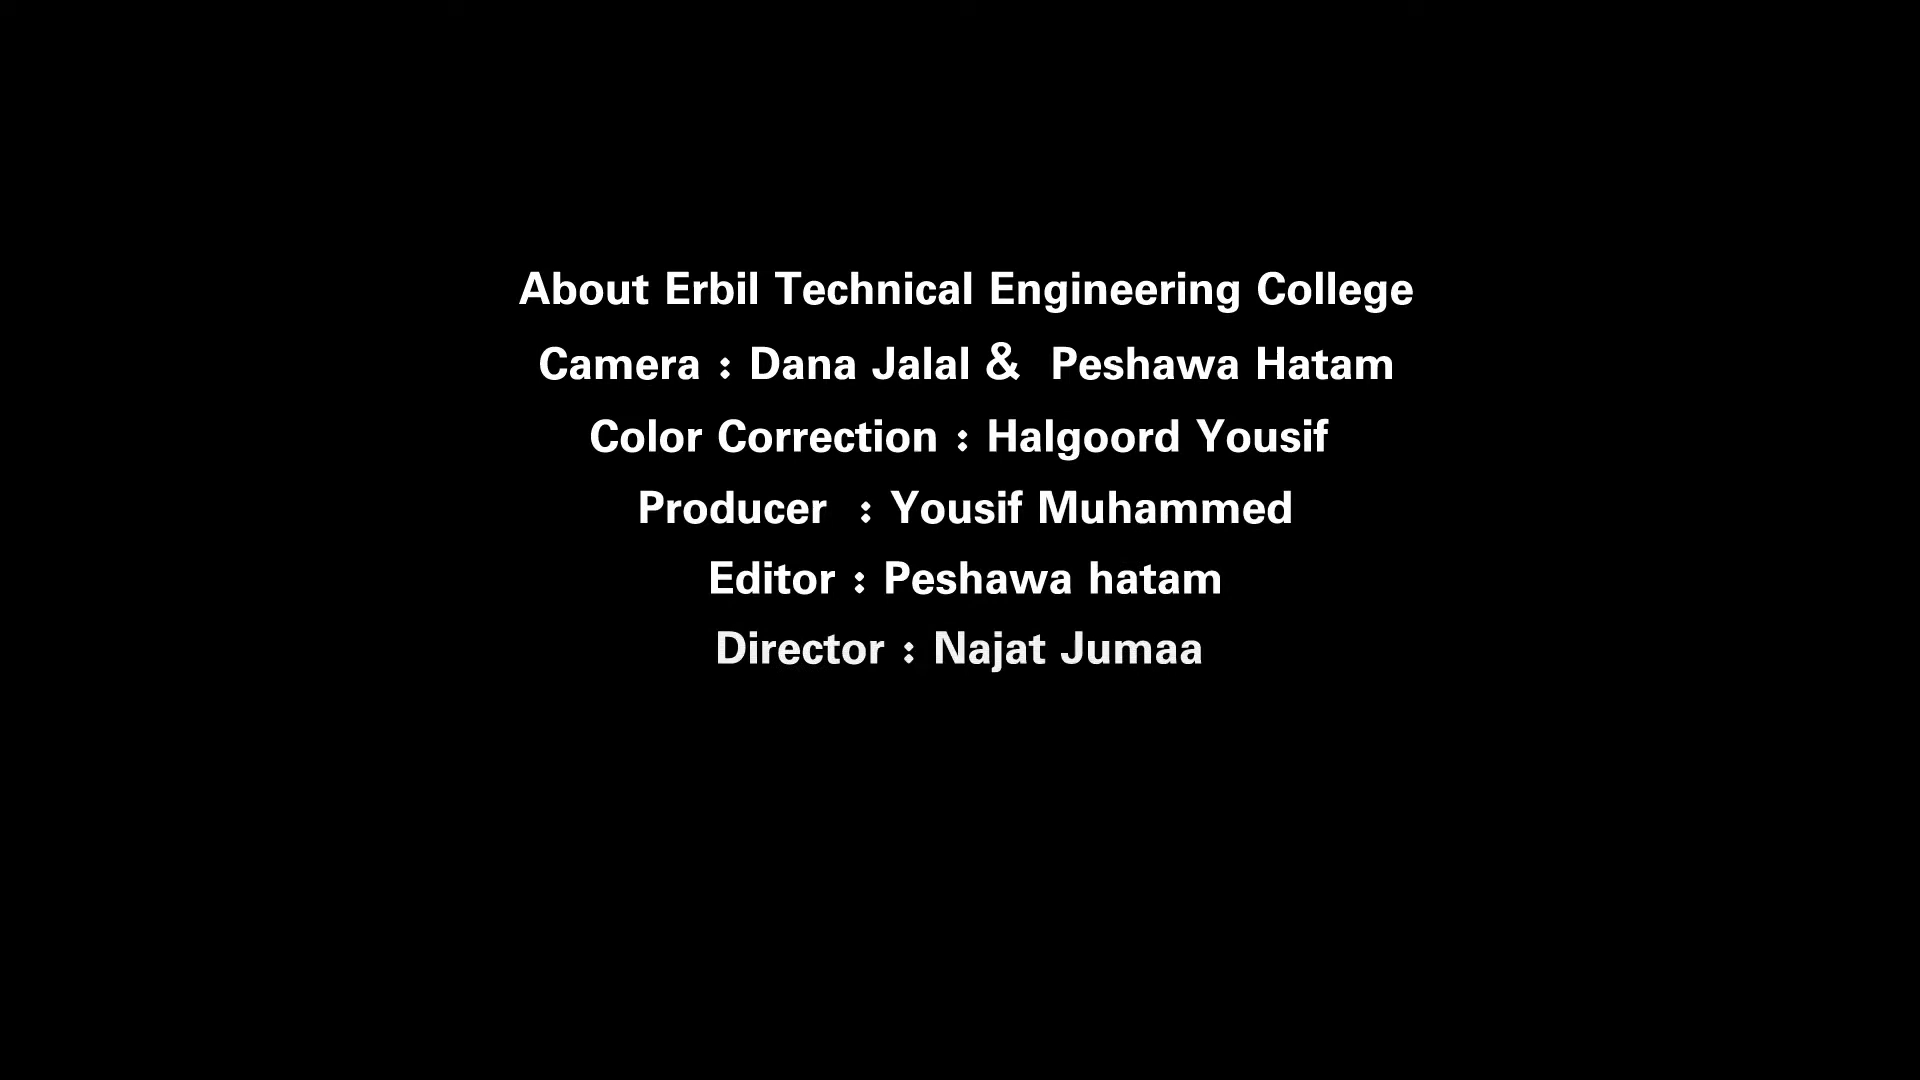 About Erbil Technical Engineering College
Camera : Dana Jalal &  Peshawa Hatam
Color Correction : Halgoord Yousif
Producer  : Yousif Muhammed
Editor : Peshawa hatam
Director : Najat Jumaa